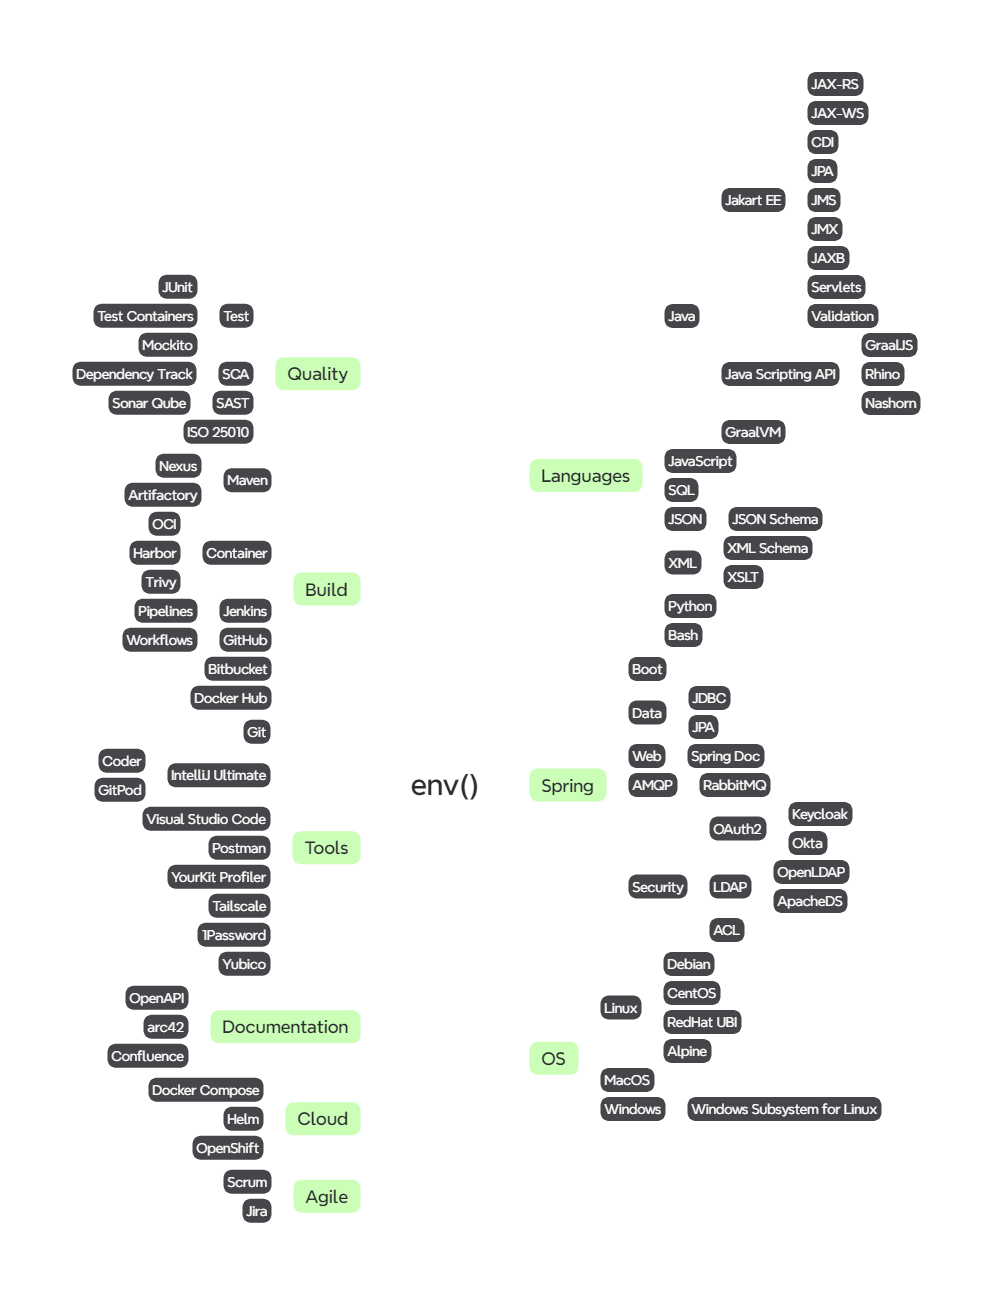 env()
Quality
Test
JUnit
Test Containers
Mockito
SCA
Dependency Track
SAST
Sonar Qube
ISO 25010
Build
Maven
Nexus
Artifactory
Container
OCI
Harbor
Trivy
Jenkins
Pipelines
GitHub
Workflows
Bitbucket
Docker Hub
Tools
Git
IntelliJ Ultimate
Coder
GitPod
Visual Studio Code
Postman
YourKit Profiler
Tailscale
1Password
Yubico
Documentation
OpenAPI
arc42
Confluence
Cloud
Docker Compose
Helm
OpenShift
Agile
Scrum
Jira
Languages
Java
Jakart EE
JAX-RS
JAX-WS
CDI
JPA
JMS
JMX
JAXB
Servlets
Validation
Java Scripting API
GraalJS
Rhino
Nashorn
GraalVM
JavaScript
SQL
JSON
JSON Schema
XML
XML Schema
XSLT
Python
Bash
Spring
Boot
Data
JDBC
JPA
Web
Spring Doc
AMQP
RabbitMQ
Security
OAuth2
Keycloak
Okta
LDAP
OpenLDAP
ApacheDS
ACL
OS
Linux
Debian
CentOS
RedHat UBI
Alpine
MacOS
Windows
Windows Subsystem for Linux